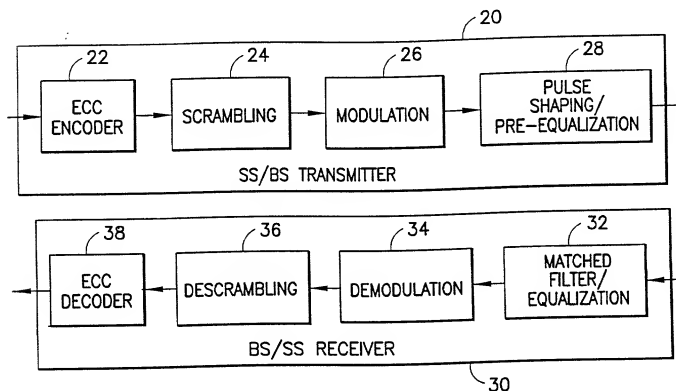 20
22
24
26
28
ECC
ENCODER
SCRAMBLING
MODULATION
PULSE
SHAPING/
PRE-EQUALIZATION
SS/BS TRANSMITTER
38
36
34
32
ECC
DECODER
DESCRAMBLING
DEMODULATION
MATCHED
FILTER/
EQUALIZATION
BS/SS RECEIVER
30